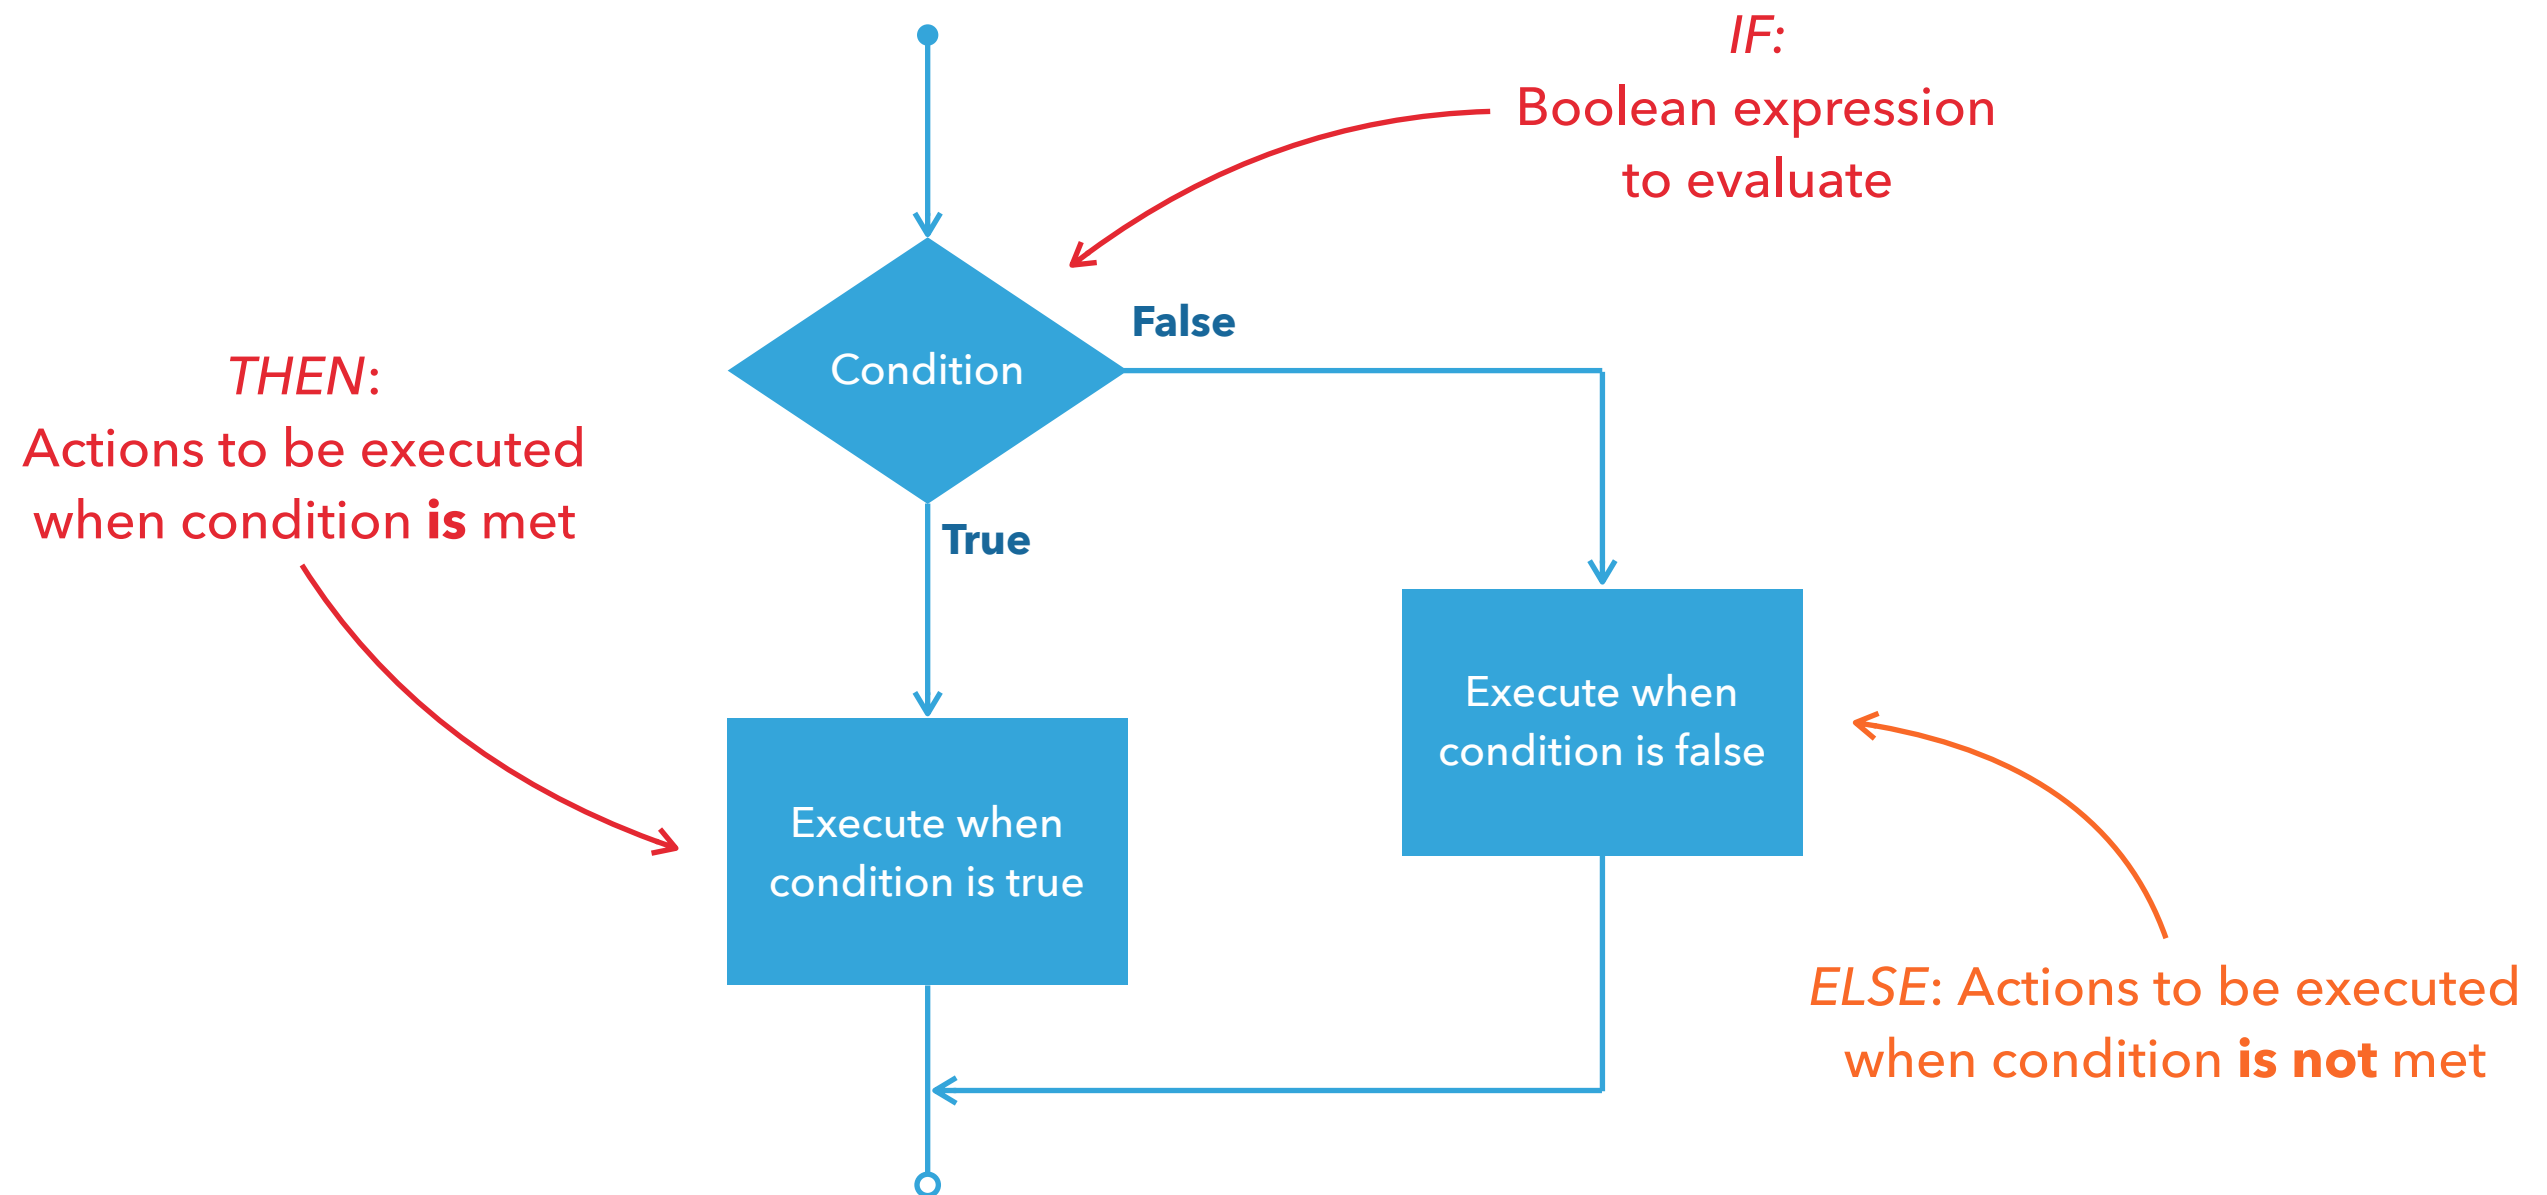 IF:
Boolean expression
to evaluate
False
Condition
THEN:
Actions to be executed
when condition is met
True
Execute when
condition is false
Execute when
condition is true
ELSE: Actions to be executed
when condition is not met